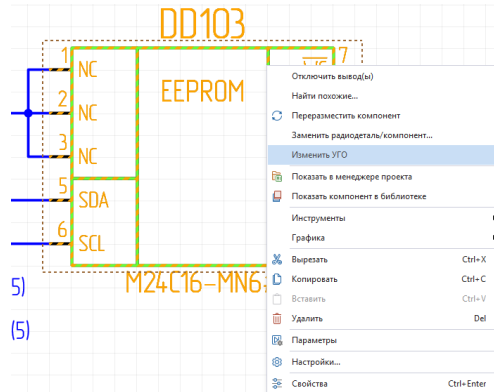 DD103
1
7
NC
EEPROM
2
NC
3
NC
5
SDA
6
SCL
M24C16-MN6
5)
(5)
Отключить вывод(ы)
Найти похожие...
Переразместить компонент
Заменить радиодеталь/компонент...
Изменить УГО
Показать в менеджере проекта
Показать компонент в библиотеке
Инструменты
Графика
Вырезать Ctrl+X
Копировать Ctrl+C
Вставить Ctrl+V
Удалить Del
Параметры
Настройки...
Свойства Ctrl+Enter